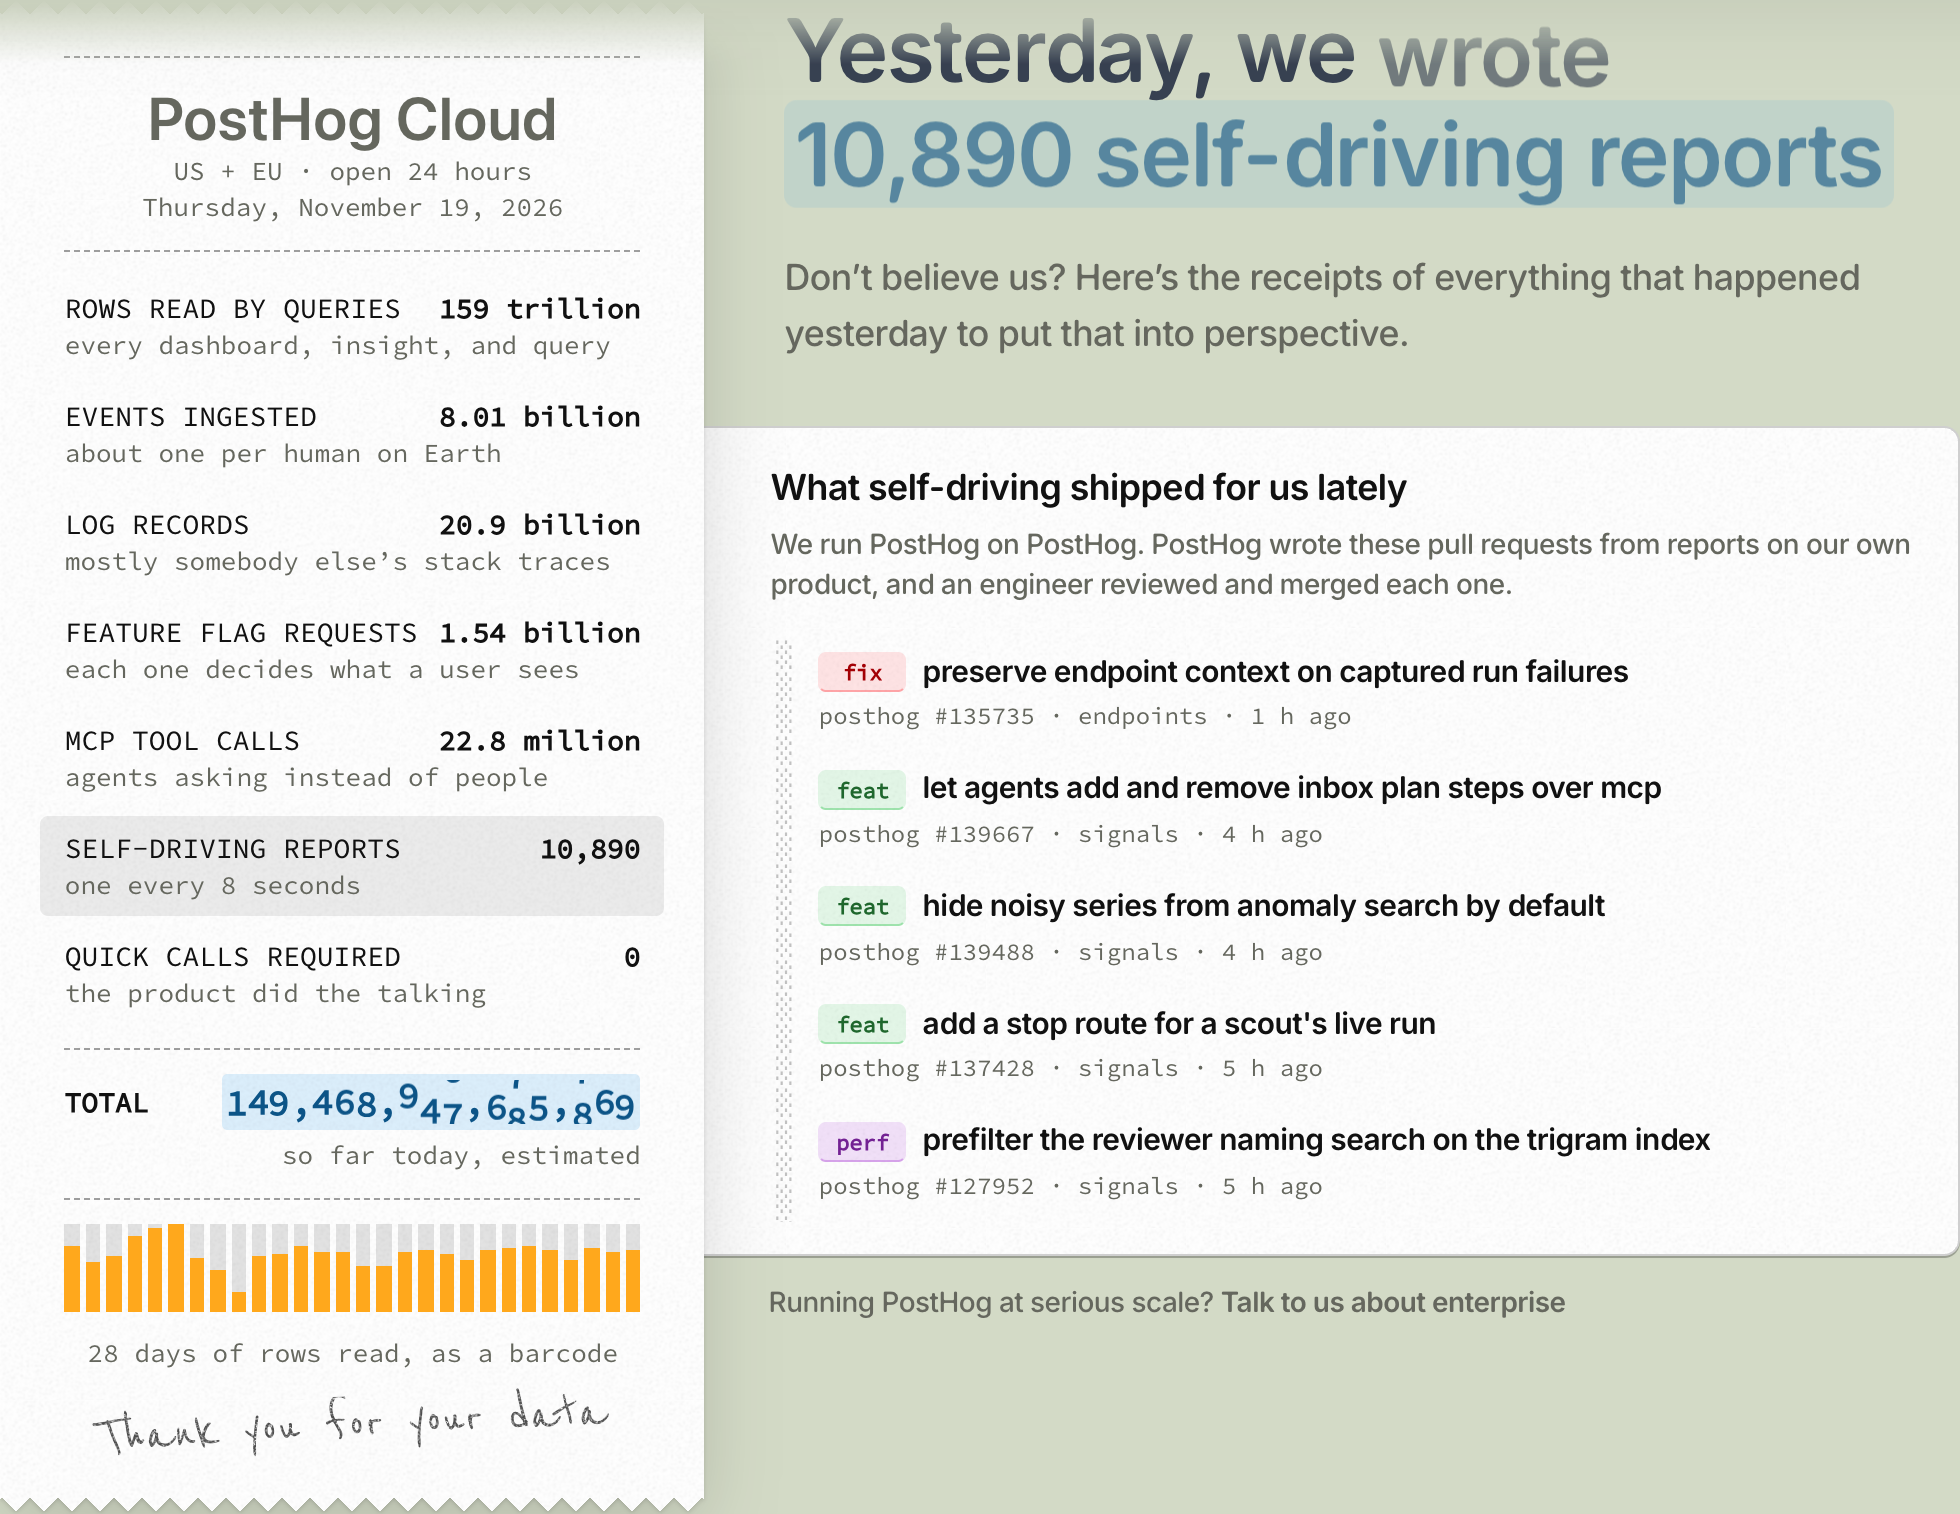 PostHog Cloud
US + EU · open 24 hours
Thursday, November 19, 2026
ROWS READ BY QUERIES 159 trillion
every dashboard, insight, and query
EVENTS INGESTED 8.01 billion
about one per human on Earth
LOG RECORDS 20.9 billion
mostly somebody else’s stack traces
FEATURE FLAG REQUESTS 1.54 billion
each one decides what a user sees
MCP TOOL CALLS 22.8 million
agents asking instead of people
SELF-DRIVING REPORTS 10,890
one every 8 seconds
QUICK CALLS REQUIRED 0
the product did the talking
TOTAL 149,468,947,685,869
so far today, estimated
28 days of rows read, as a barcode
Thank you for your data
Yesterday, we wrote
10,890 self-driving reports
Don’t believe us? Here’s the receipts of everything that happened
yesterday to put that into perspective.
What self-driving shipped for us lately
We run PostHog on PostHog. PostHog wrote these pull requests from reports on our own
product, and an engineer reviewed and merged each one.
fix preserve endpoint context on captured run failures
posthog #135735 · endpoints · 1 h ago
feat let agents add and remove inbox plan steps over mcp
posthog #139667 · signals · 4 h ago
feat hide noisy series from anomaly search by default
posthog #139488 · signals · 4 h ago
feat add a stop route for a scout's live run
posthog #137428 · signals · 5 h ago
perf prefilter the reviewer naming search on the trigram index
posthog #127952 · signals · 5 h ago
Running PostHog at serious scale? Talk to us about enterprise